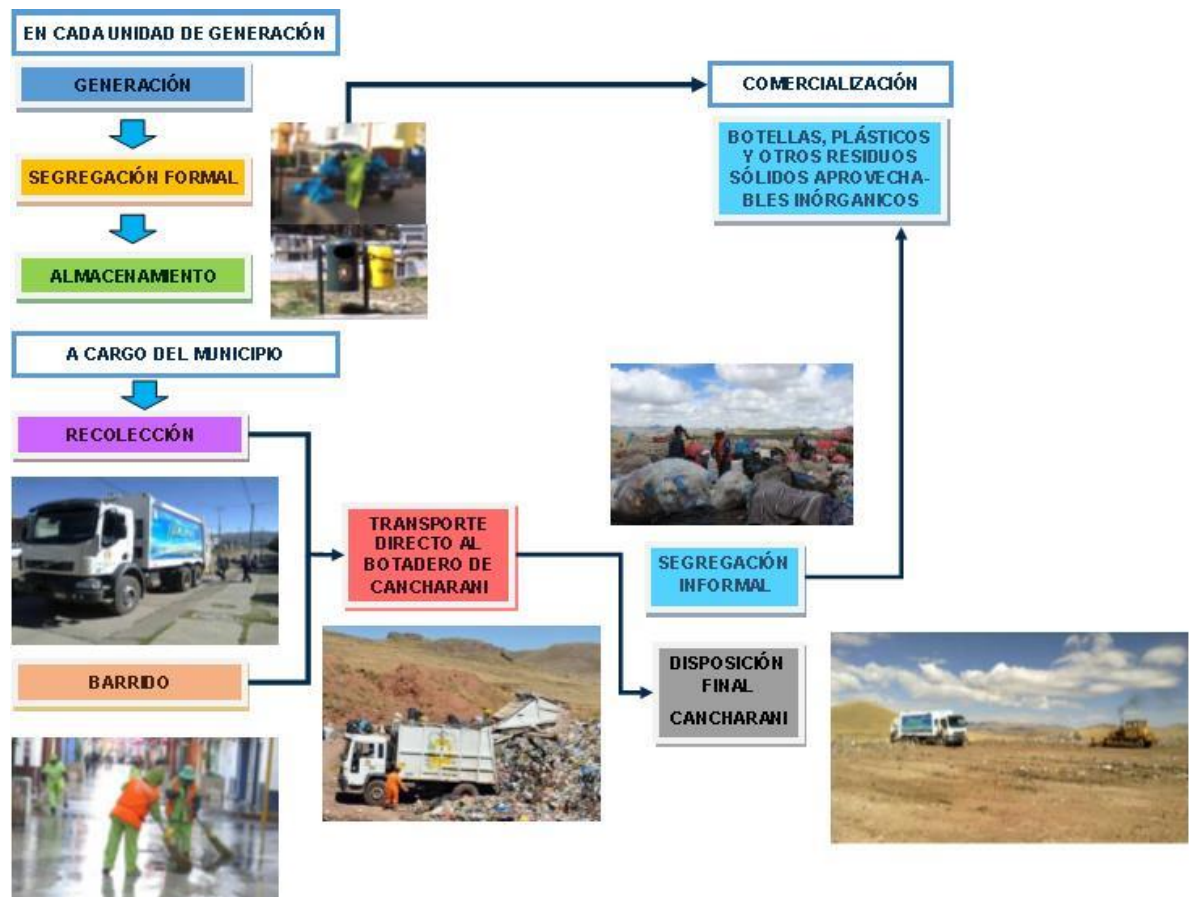 EN CADA UNIDAD DE GENERACIÓN
GENERACIÓN
SEGREGACIÓN FORMAL
ALMACENAMIENTO
COMERCIALIZACIÓN
BOTELLAS, PLÁSTICOS
Y OTROS RESIDUOS
SÓLIDOS APROVECHA-
BLES INÓRGANICOS
A CARGO DEL MUNICIPIO
RECOLECCIÓN
TRANSPORTE
DIRECTO AL
BOTADERO DE
CANCHARANI
BARRIDO
SEGREGACIÓN
INFORMAL
DISPOSICIÓN
FINAL
CANCHARANI